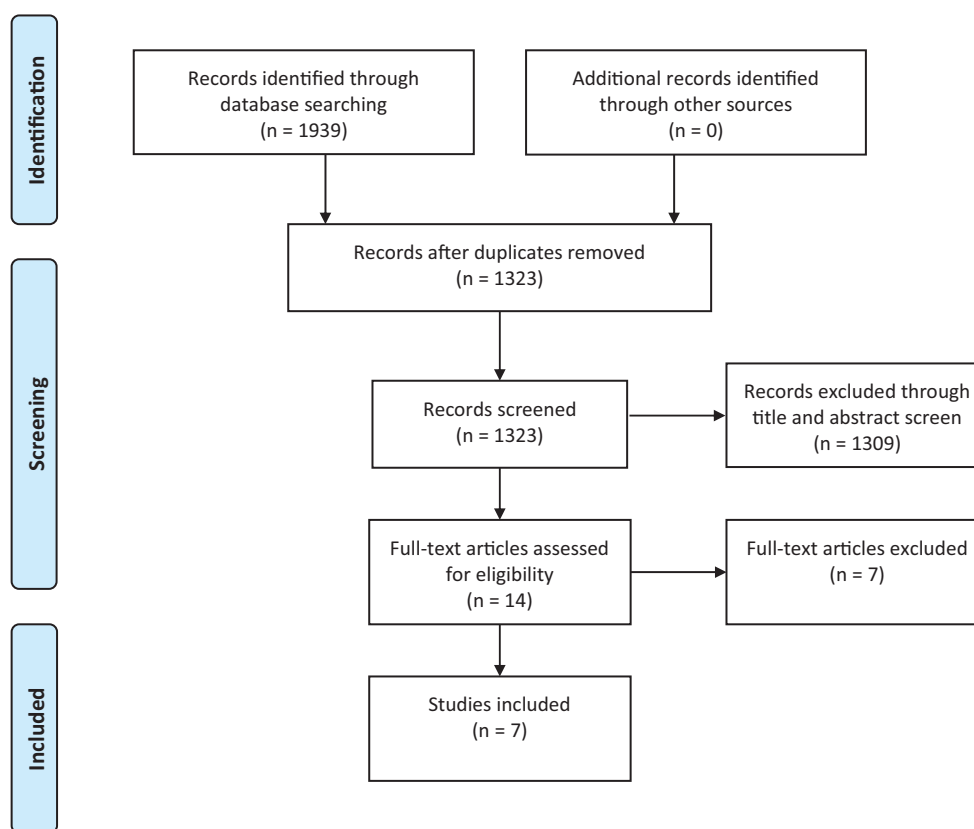 Identification
Records identified through
database searching
(n = 1939)
Additional records identified
through other sources
(n = 0)
Records after duplicates removed
(n = 1323)
Screening
Records screened
(n = 1323)
Records excluded through
title and abstract screen
(n = 1309)
Full-text articles assessed
for eligibility
(n = 14)
Full-text articles excluded
(n = 7)
Included
Studies included
(n = 7)